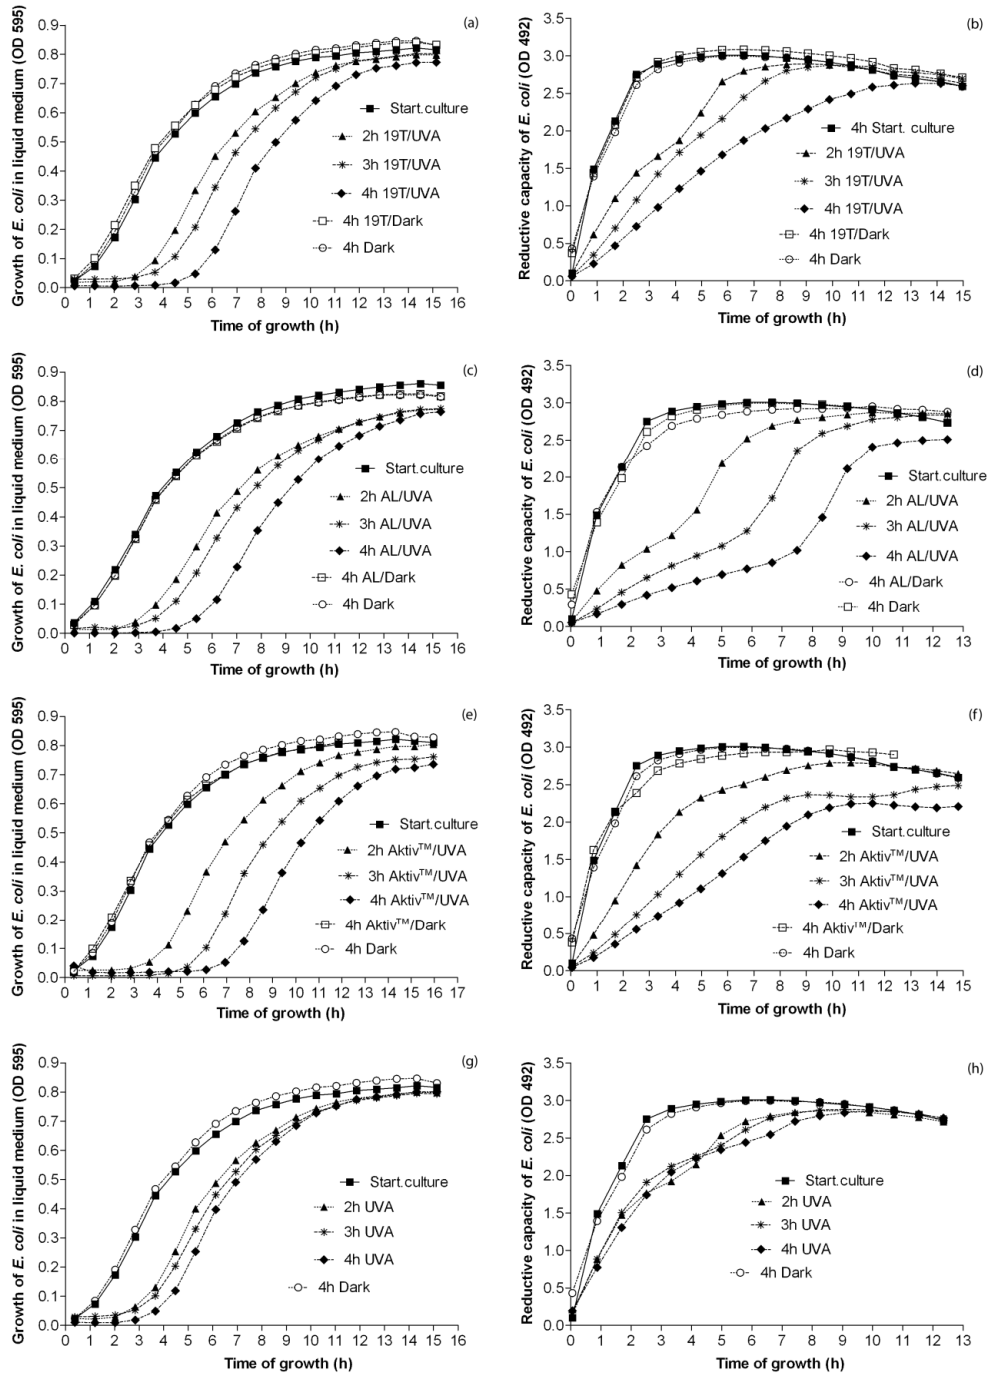 (a)
Growth of E. coli in liquid medium (OD 595)
0.9
0.8
0.7
0.6
0.5
0.4
0.3
0.2
0.1
0.0
Start.culture
2h 19T/UVA
3h 19T/UVA
4h 19T/UVA
4h 19T/Dark
4h Dark
0 1 2 3 4 5 6 7 8 9 10 11 12 13 14 15 16
Time of growth (h)
(b)
Reductive capacity of E. coli (OD 492)
3.5
3.0
2.5
2.0
1.5
1.0
0.5
0.0
4h Start. culture
2h 19T/UVA
3h 19T/UVA
4h 19T/UVA
4h 19T/Dark
4h Dark
0 1 2 3 4 5 6 7 8 9 10 11 12 13 14 15
Time of growth (h)
(c)
Growth of E. coli in liquid medium (OD 595)
0.9
0.8
0.7
0.6
0.5
0.4
0.3
0.2
0.1
0.0
Start.culture
2h AL/UVA
3h AL/UVA
4h AL/UVA
4h AL/Dark
4h Dark
0 1 2 3 4 5 6 7 8 9 10 11 12 13 14 15 16
Time of growth (h)
(d)
Reductive capacity of E. coli (OD 492)
3.5
3.0
2.5
2.0
1.5
1.0
0.5
0.0
Start.culture
2h AL/UVA
3h AL/UVA
4h AL/UVA
4h AL/Dark
4h Dark
0 1 2 3 4 5 6 7 8 9 10 11 12 13
Time of growth (h)
(e)
Growth of E. coli in liquid medium (OD 595)
0.9
0.8
0.7
0.6
0.5
0.4
0.3
0.2
0.1
0.0
Start.culture
2h Aktiv™/UVA
3h Aktiv™/UVA
4h Aktiv™/UVA
4h Aktiv™/Dark
4h Dark
0 1 2 3 4 5 6 7 8 9 10 11 12 13 14 15 16 17
Time of growth (h)
(f)
Reductive capacity of E. coli (OD 492)
3.5
3.0
2.5
2.0
1.5
1.0
0.5
0.0
Start.culture
2h Aktiv™/UVA
3h Aktiv™/UVA
4h Aktiv™/UVA
4h Aktiv™/Dark
4h Dark
0 1 2 3 4 5 6 7 8 9 10 11 12 13 14 15
Time of growth (h)
(g)
Growth of E. coli in liquid medium (OD 595)
0.9
0.8
0.7
0.6
0.5
0.4
0.3
0.2
0.1
0.0
Start.culture
2h UVA
3h UVA
4h UVA
4h Dark
0 1 2 3 4 5 6 7 8 9 10 11 12 13 14 15 16
Time of growth (h)
(h)
Reductive capacity of E. coli (OD 492)
3.5
3.0
2.5
2.0
1.5
1.0
0.5
0.0
Start.culture
2h UVA
3h UVA
4h UVA
4h Dark
0 1 2 3 4 5 6 7 8 9 10 11 12 13
Time of growth (h)